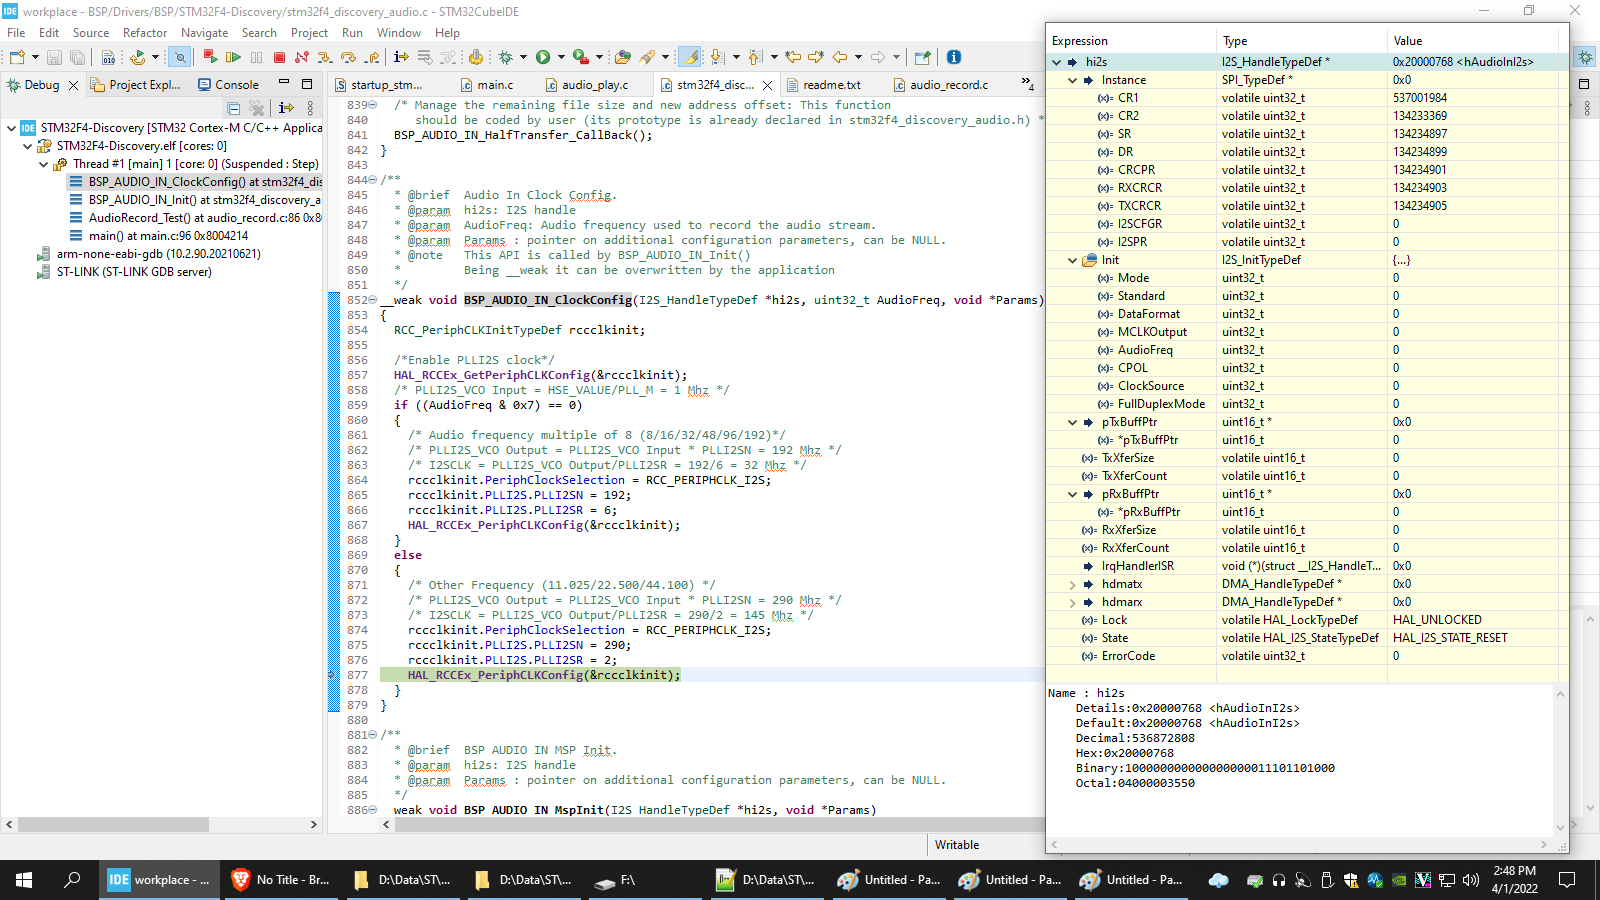 workplace - BSP/Drivers/BSP/STM32F4-Discovery/stm32f4_discovery_audio.c - STM32CubeIDE
File Edit Source Refactor Navigate Search Project Run Window Help
Debug
Project Expl...
Console
STM32F4-Discovery [STM32 Cortex-M C/C++ Applica
STM32F4-Discovery.elf [cores: 0]
Thread #1 [main] 1 [core: 0] (Suspended : Step)
BSP_AUDIO_IN_ClockConfig() at stm32f4_dis
BSP_AUDIO_IN_Init() at stm32f4_discovery_a
AudioRecord_Test() at audio_record.c:86 0x8
main() at main.c:96 0x8004214
arm-none-eabi-gdb (10.2.90.20210621)
ST-LINK (ST-LINK GDB server)
startup_stm...
main.c
audio_play.c
stm32f4_disc...
readme.txt
audio_record.c
»4
839 /* Manage the remaining file size and new address offset: This function
840 should be coded by user (its prototype is already declared in stm32f4_discovery_audio.h) *
841 BSP_AUDIO_IN_HalfTransfer_CallBack();
842 }
843
844 /**
845 * @brief Audio In Clock Config.
846 * @param hi2s: I2S handle
847 * @param AudioFreq: Audio frequency used to record the audio stream.
848 * @param Params : pointer on additional configuration parameters, can be NULL.
849 * @note This API is called by BSP_AUDIO_IN_Init()
850 * Being __weak it can be overwritten by the application
851 */
852 __weak void BSP_AUDIO_IN_ClockConfig(I2S_HandleTypeDef *hi2s, uint32_t AudioFreq, void *Params)
853 {
854 RCC_PeriphCLKInitTypeDef rccclkinit;
855
856 /*Enable PLLI2S clock*/
857 HAL_RCCEx_GetPeriphCLKConfig(&rccclkinit);
858 /* PLLI2S_VCO Input = HSE_VALUE/PLL_M = 1 Mhz */
859 if ((AudioFreq & 0x7) == 0)
860 {
861 /* Audio frequency multiple of 8 (8/16/32/48/96/192)*/
862 /* PLLI2S_VCO Output = PLLI2S_VCO Input * PLLI2SN = 192 Mhz */
863 /* I2SCLK = PLLI2S_VCO Output/PLLI2SR = 192/6 = 32 Mhz */
864 rccclkinit.PeriphClockSelection = RCC_PERIPHCLK_I2S;
865 rccclkinit.PLLI2S.PLLI2SN = 192;
866 rccclkinit.PLLI2S.PLLI2SR = 6;
867 HAL_RCCEx_PeriphCLKConfig(&rccclkinit);
868 }
869 else
870 {
871 /* Other Frequency (11.025/22.500/44.100) */
872 /* PLLI2S_VCO Output = PLLI2S_VCO Input * PLLI2SN = 290 Mhz */
873 /* I2SCLK = PLLI2S_VCO Output/PLLI2SR = 290/2 = 145 Mhz */
874 rccclkinit.PeriphClockSelection = RCC_PERIPHCLK_I2S;
875 rccclkinit.PLLI2S.PLLI2SN = 290;
876 rccclkinit.PLLI2S.PLLI2SR = 2;
877 HAL_RCCEx_PeriphCLKConfig(&rccclkinit);
878 }
879 }
880
881 /**
882 * @brief BSP AUDIO IN MSP Init.
883 * @param hi2s: I2S handle
884 * @param Params : pointer on additional configuration parameters, can be NULL.
885 */
886 __weak void BSP_AUDIO_IN_MspInit(I2S_HandleTypeDef *hi2s, void *Params)
Expression Type Value
hi2s I2S_HandleTypeDef * 0x20000768 <hAudioInI2s>
Instance SPI_TypeDef * 0x0
(x)= CR1 volatile uint32_t 537001984
(x)= CR2 volatile uint32_t 134233369
(x)= SR volatile uint32_t 134234897
(x)= DR volatile uint32_t 134234899
(x)= CRCPR volatile uint32_t 134234901
(x)= RXCRCR volatile uint32_t 134234903
(x)= TXCRCR volatile uint32_t 134234905
(x)= I2SCFGR volatile uint32_t 0
(x)= I2SPR volatile uint32_t 0
Init I2S_InitTypeDef {...}
(x)= Mode uint32_t 0
(x)= Standard uint32_t 0
(x)= DataFormat uint32_t 0
(x)= MCLKOutput uint32_t 0
(x)= AudioFreq uint32_t 0
(x)= CPOL uint32_t 0
(x)= ClockSource uint32_t 0
(x)= FullDuplexMode uint32_t 0
pTxBuffPtr uint16_t * 0x0
(x)= *pTxBuffPtr uint16_t 0
(x)= TxXferSize volatile uint16_t 0
(x)= TxXferCount volatile uint16_t 0
pRxBuffPtr uint16_t * 0x0
(x)= *pRxBuffPtr uint16_t 0
(x)= RxXferSize volatile uint16_t 0
(x)= RxXferCount volatile uint16_t 0
IrqHandlerISR void (*)(struct __I2S_HandleT... 0x0
hdmatx DMA_HandleTypeDef * 0x0
hdmarx DMA_HandleTypeDef * 0x0
(x)= Lock volatile HAL_LockTypeDef HAL_UNLOCKED
(x)= State volatile HAL_I2S_StateTypeDef HAL_I2S_STATE_RESET
(x)= ErrorCode volatile uint32_t 0
Name : hi2s
Details:0x20000768 <hAudioInI2s>
Default:0x20000768 <hAudioInI2s>
Decimal:536872808
Hex:0x20000768
Binary:100000000000000000011101101000
Octal:04000003550
Writable
IDE workplace - ...
No Title - Br...
D:\Data\ST\...
D:\Data\ST\...
F:\
D:\Data\ST\...
Untitled - Pa...
Untitled - Pa...
Untitled - Pa...
2:48 PM
4/1/2022